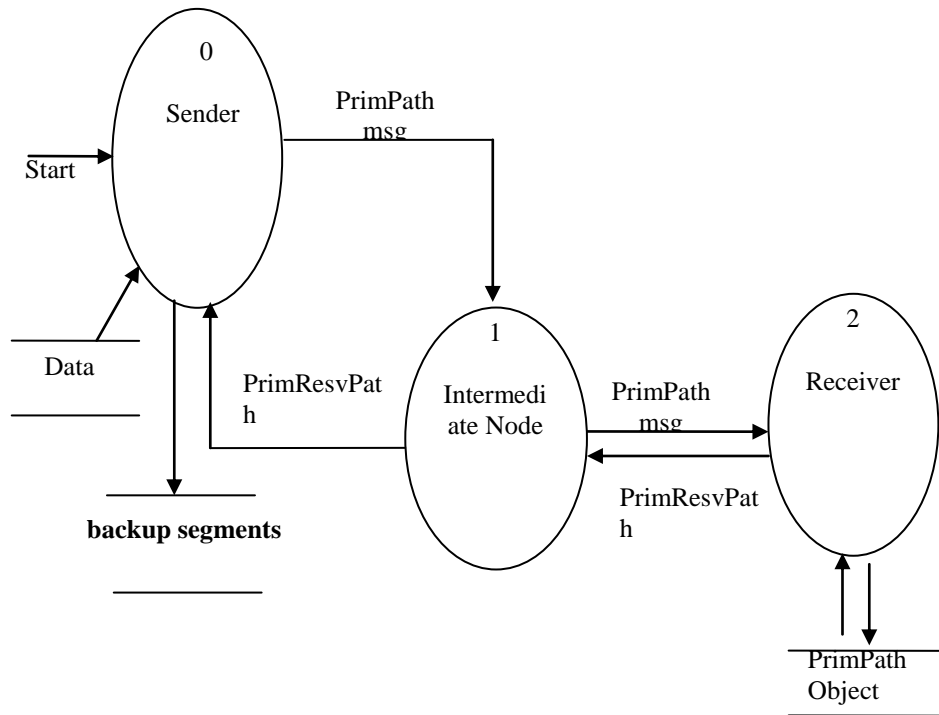 0
Sender
PrimPath
msg
Start
Data
PrimResvPat
h
backup segments
1
Intermedi
ate Node
PrimPath
msg
PrimResvPat
h
2
Receiver
PrimPath
Object